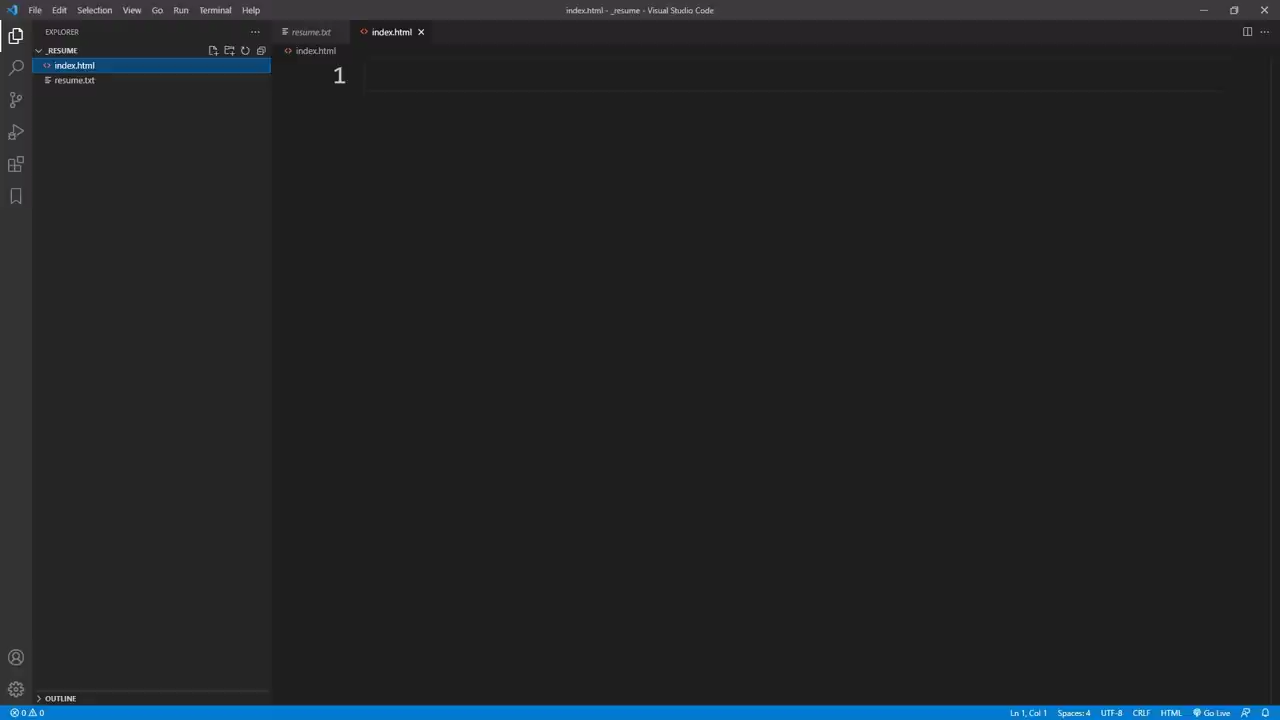 File Edit Selection View Go Run Terminal Help
index.html - _resume - Visual Studio Code
EXPLORER
resume.txt
index.html
_RESUME
index.html
index.html
resume.txt
1
OUTLINE
0 0
Ln 1, Col 1
Spaces: 4
UTF-8
CRLF
HTML
Go Live